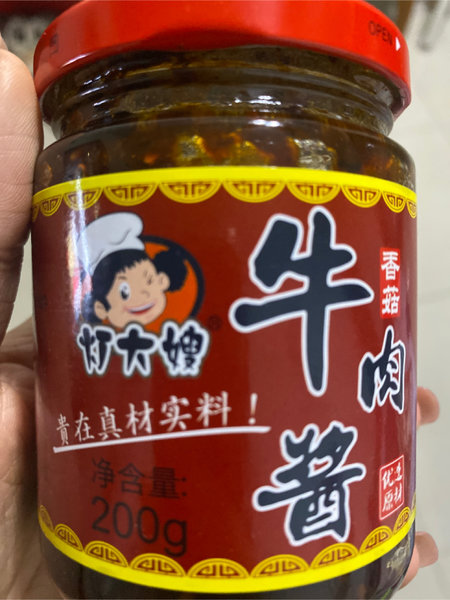 OPEN
灯大嫂®
贵在真材实料！
净含量:
200g
香菇
牛肉酱
优选
原材